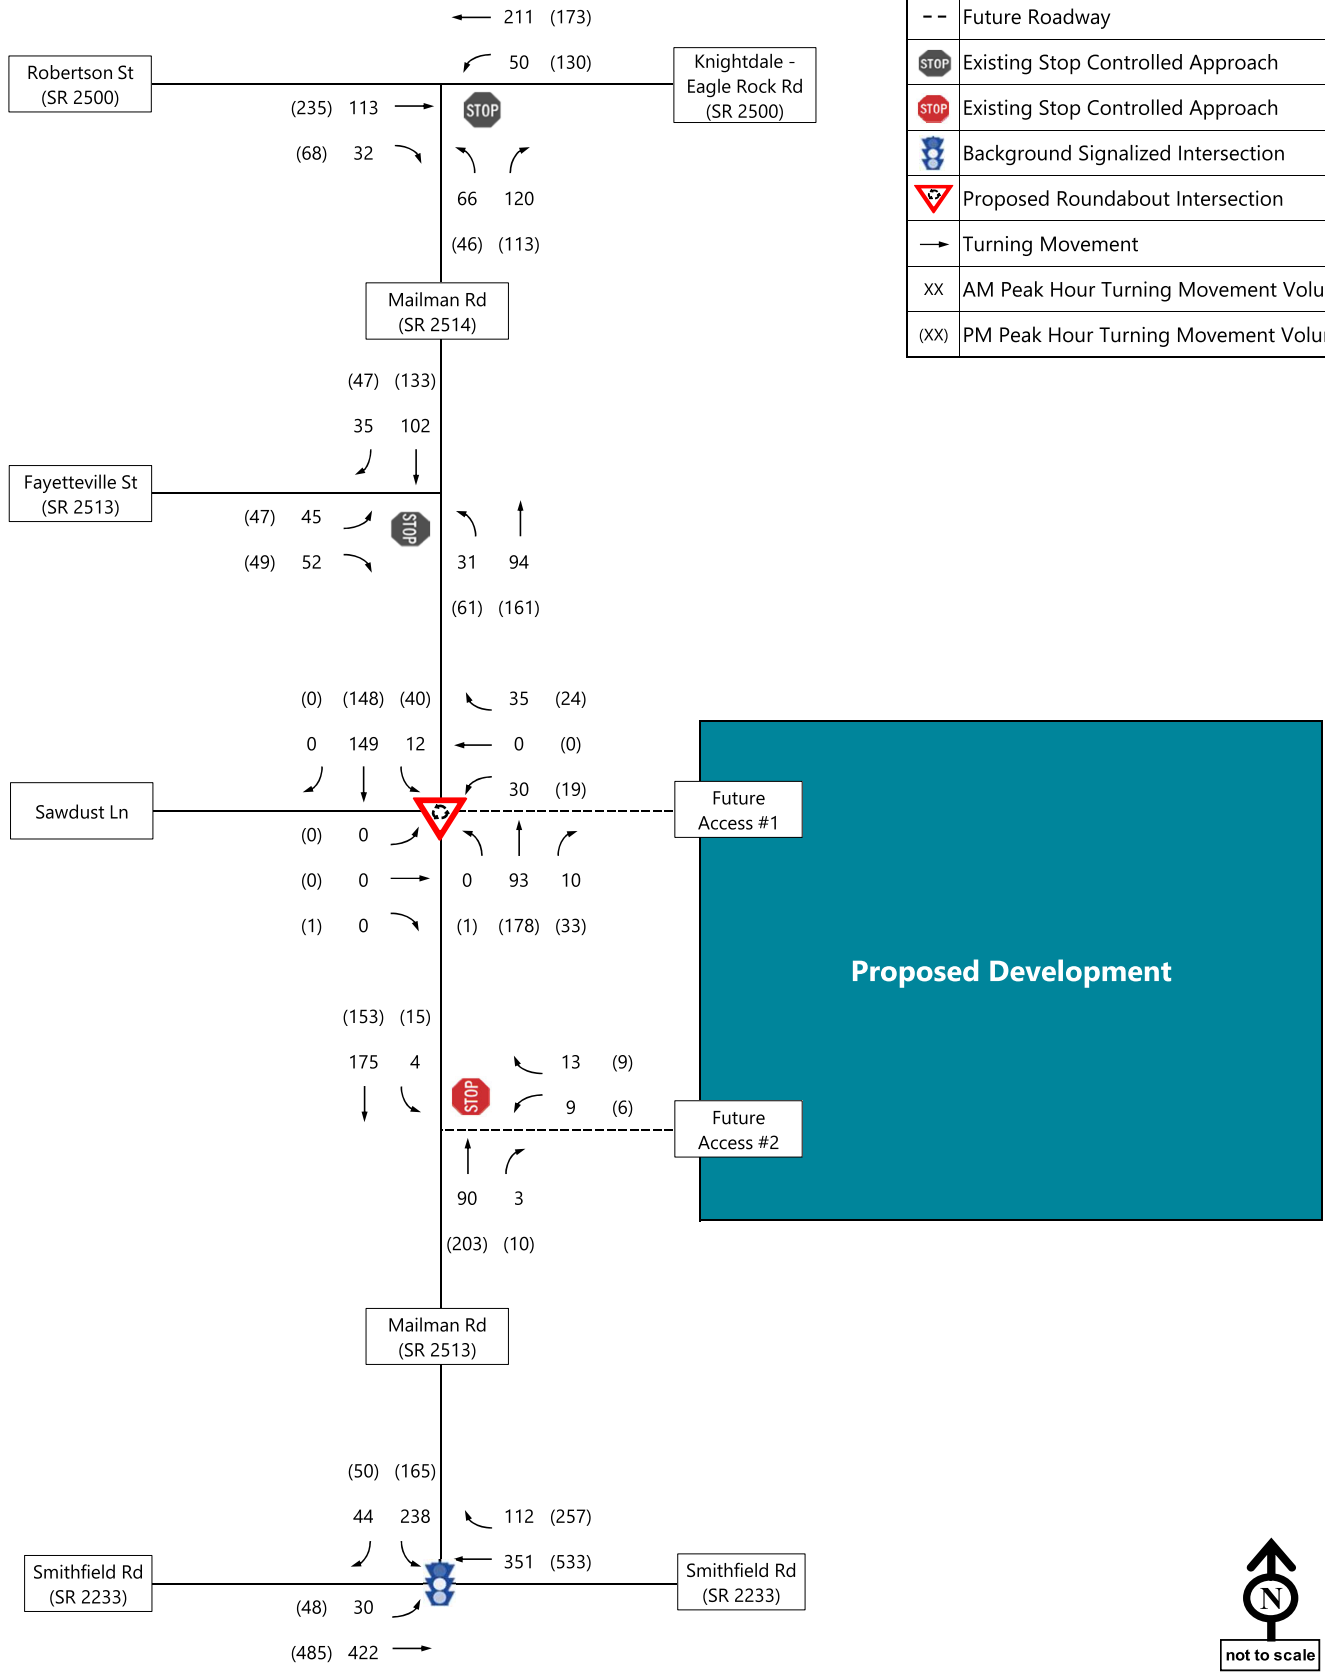 211 (173)
50 (130)
Robertson St
(SR 2500)
Knightdale -
Eagle Rock Rd
(SR 2500)
(235) 113
STOP
(68) 32
66 120
(46) (113)
-- Future Roadway
STOP Existing Stop Controlled Approach
STOP Existing Stop Controlled Approach
Background Signalized Intersection
Proposed Roundabout Intersection
Turning Movement
XX AM Peak Hour Turning Movement Volu
(XX) PM Peak Hour Turning Movement Volu
Mailman Rd
(SR 2514)
(47) (133)
35 102
Fayetteville St
(SR 2513)
(47) 45
STOP
(49) 52
31 94
(61) (161)
(0) (148) (40)
35 (24)
0 149 12
0 (0)
30 (19)
Sawdust Ln
Future
Access #1
(0) 0
(0) 0
0 93 10
(1) 0
(1) (178) (33)
Proposed Development
(153) (15)
175 4
13 (9)
STOP
9 (6)
Future
Access #2
90 3
(203) (10)
Mailman Rd
(SR 2513)
(50) (165)
44 238
112 (257)
351 (533)
Smithfield Rd
(SR 2233)
Smithfield Rd
(SR 2233)
(48) 30
(485) 422
N
not to scale